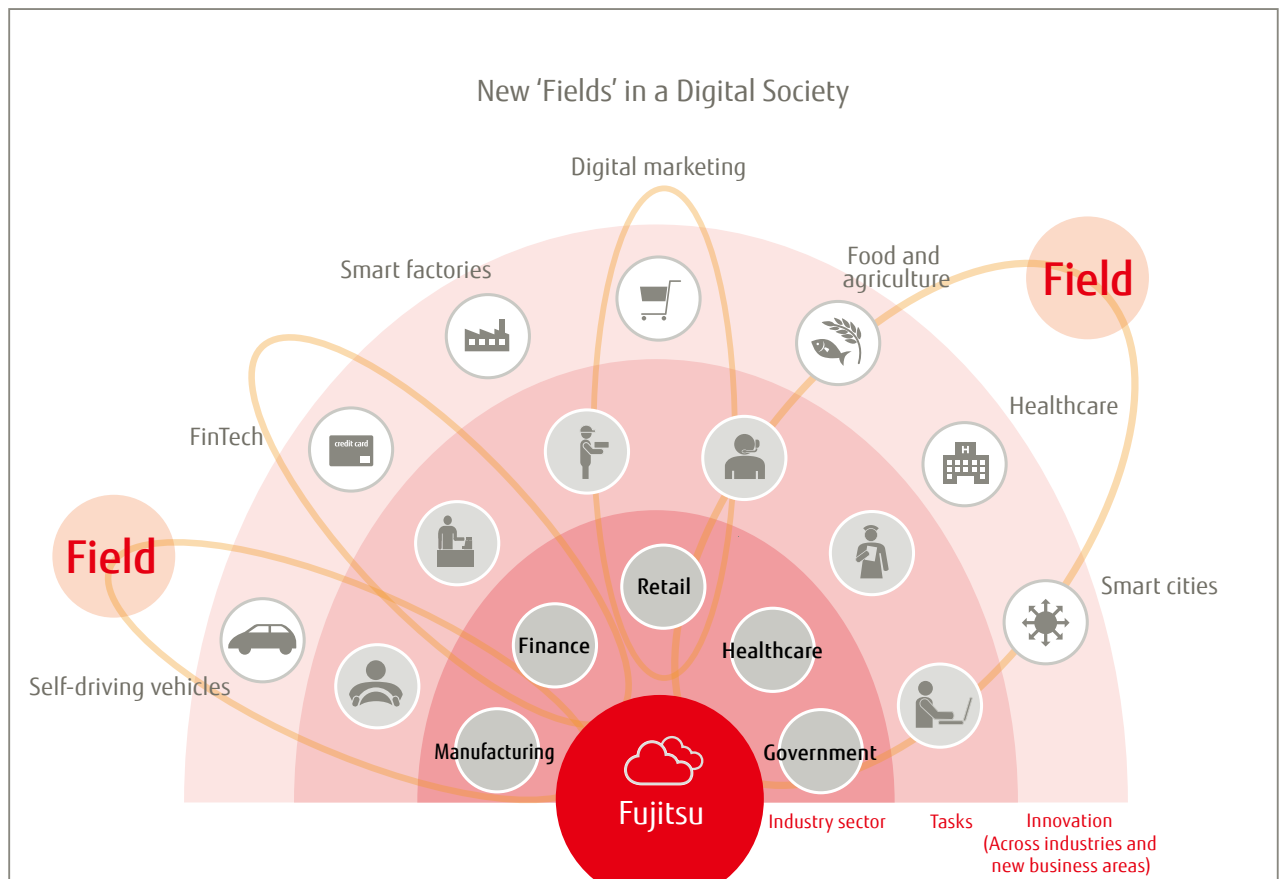 New ‘Fields’ in a Digital Society
Digital marketing
Smart factories
Food and
agriculture
Field
FinTech
credit card
Healthcare
H
Field
Self-driving vehicles
Smart cities
Retail
Finance
Healthcare
Manufacturing
Government
Fujitsu
Industry sector
Tasks
Innovation
(Across industries and
new business areas)